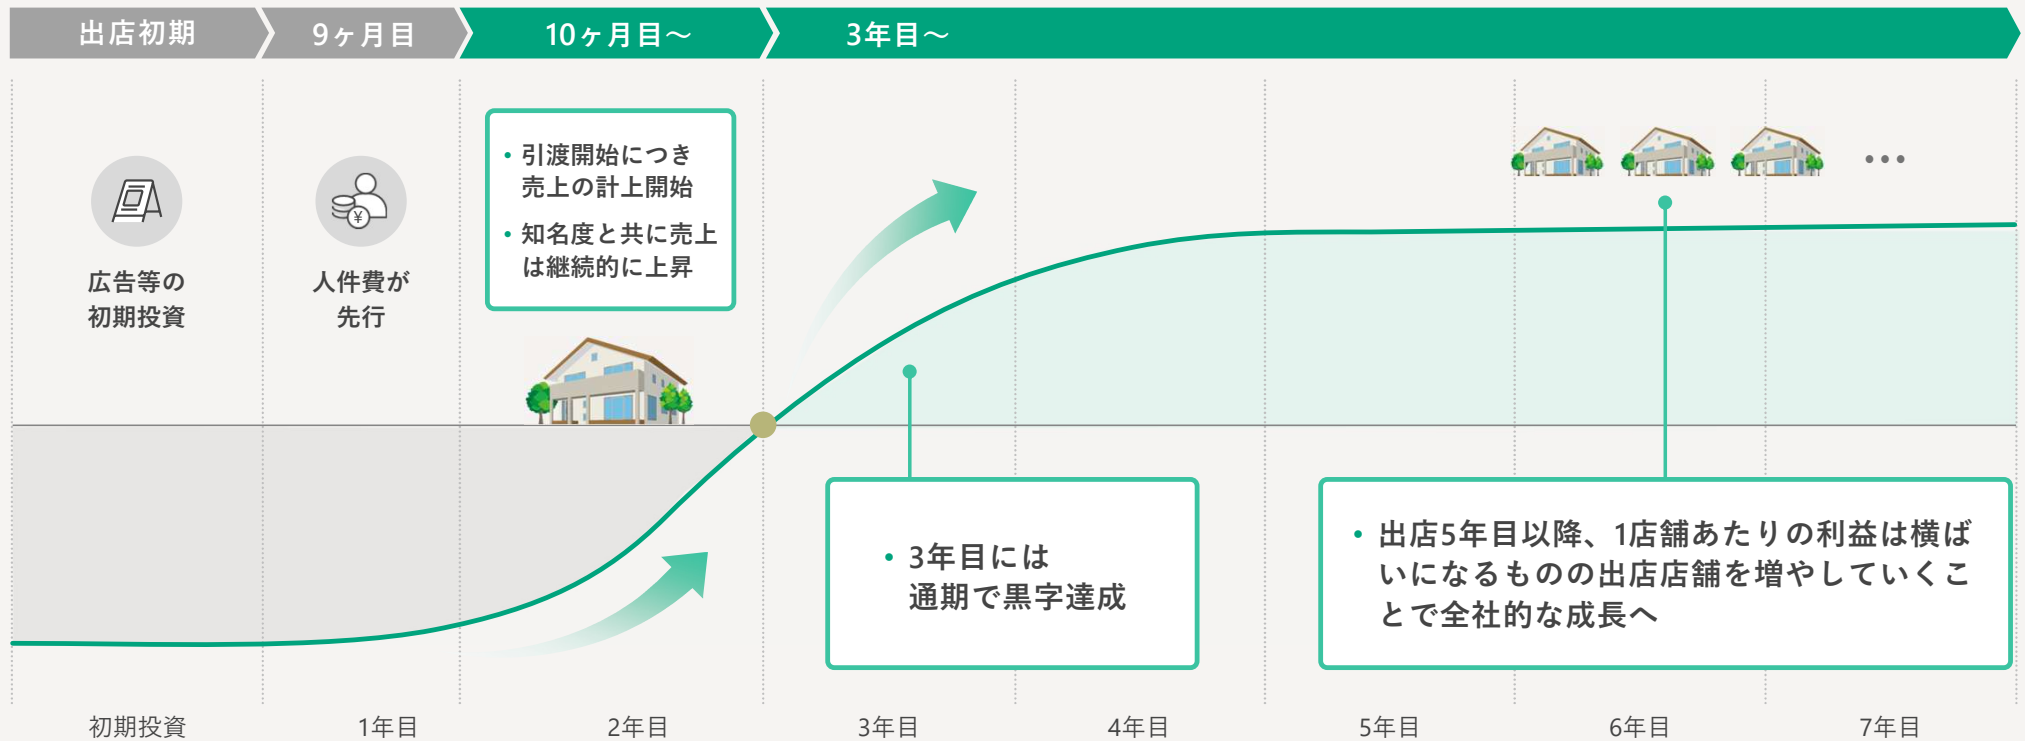 出店初期
9ヶ月目
10ヶ月目～
3年目～
広告等の
初期投資
人件費が
先行
¥
・引渡開始につき
売上の計上開始
・知名度と共に売上
は継続的に上昇
・3年目には
通期で黒字達成
・出店5年目以降、1店舗あたりの利益は横ば
いになるものの出店店舗を増やしていくこ
とで全社的な成長へ
初期投資
1年目
2年目
3年目
4年目
5年目
6年目
7年目